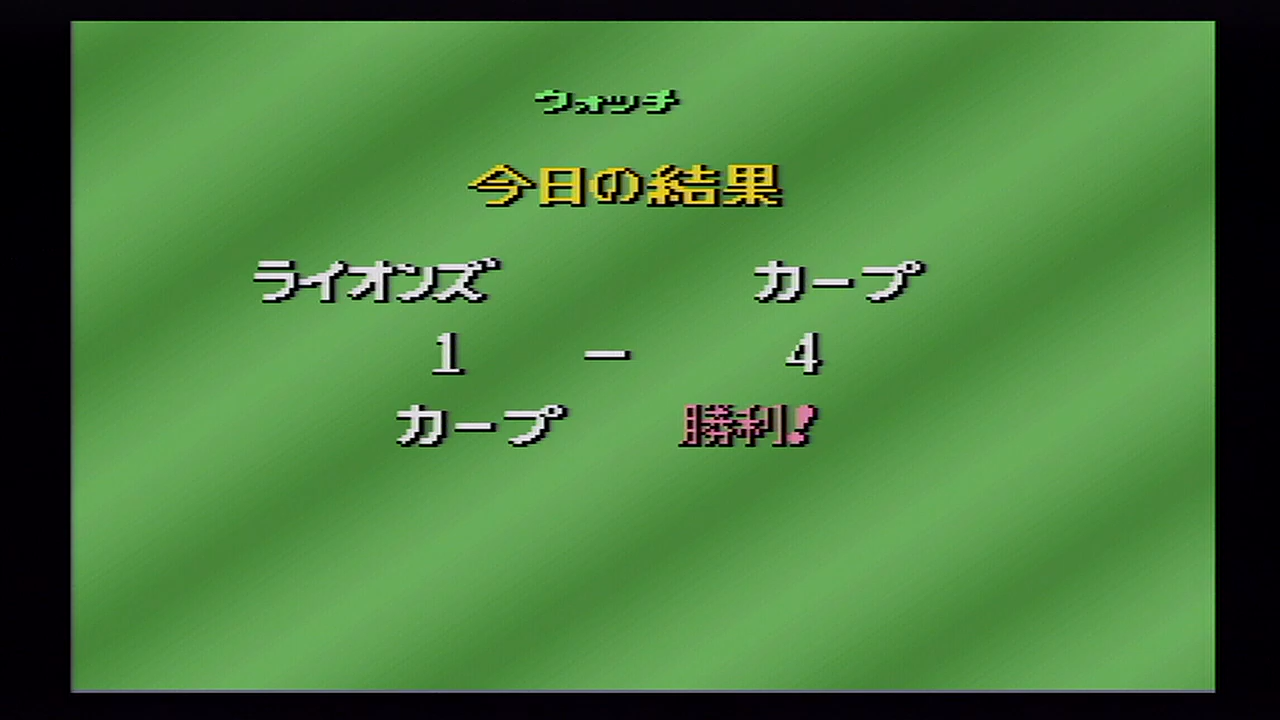 ウォッチ
今日の結果
ライオンズ カープ
1 ー 4
カープ 勝利!